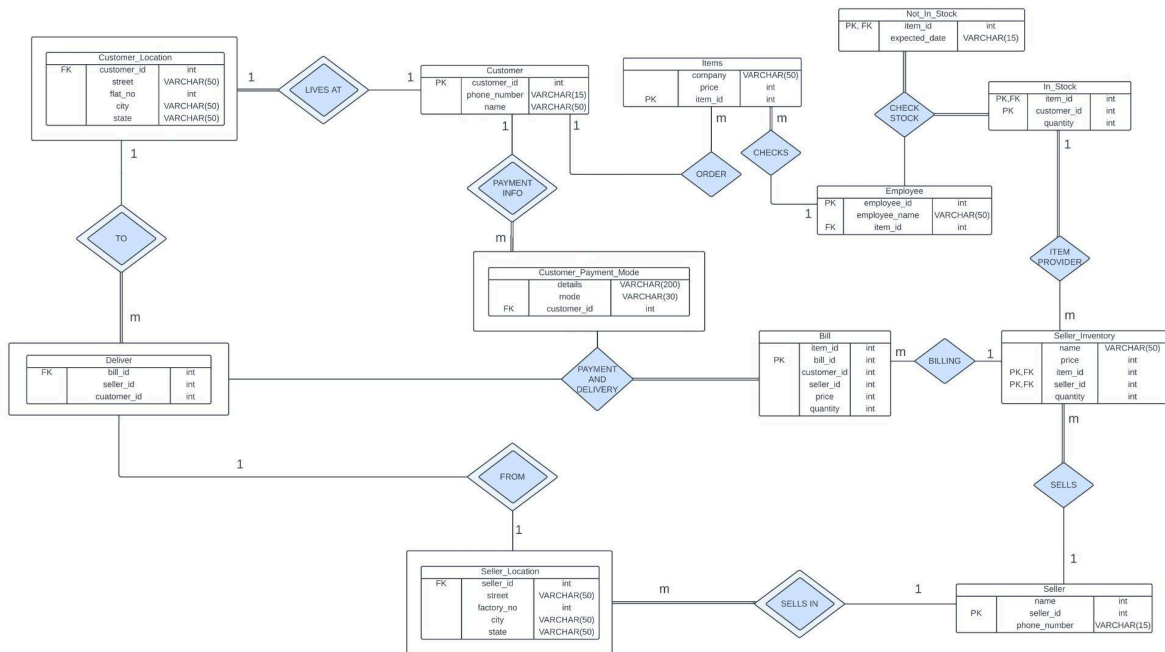 Not_In_Stock
PK, FK item_id int
expected_date VARCHAR(15)
Customer_Location
FK customer_id int
street VARCHAR(50)
flat_no int
city VARCHAR(50)
state VARCHAR(50)
1
LIVES AT
1
Customer
PK customer_id int
phone_number VARCHAR(15)
name VARCHAR(50)
Items
company VARCHAR(50)
price int
PK item_id int
In_Stock
PK,FK item_id int
PK customer_id int
quantity int
CHECK
STOCK
1
1
1
m
m
1
CHECKS
ORDER
PAYMENT
INFO
Employee
PK employee_id int
employee_name VARCHAR(50)
FK item_id int
1
TO
m
ITEM
PROVIDER
Customer_Payment_Mode
details VARCHAR(200)
mode VARCHAR(30)
FK customer_id int
m
m
Deliver
FK bill_id int
seller_id int
cuatomer_id int
PAYMENT
AND
DELIVERY
Bill
item_id int
PK bill_id int
customer_id int
seller_id int
price int
quantity int
m
BILLING
1
Seller_Inventory
name VARCHAR(50)
price int
PK,FK item_id int
PK,FK seller_id int
quantity int
m
1
FROM
SELLS
1
1
Seller_Location
FK seller_id int
street VARCHAR(50)
factory_no int
city VARCHAR(50)
state VARCHAR(50)
m
SELLS IN
1
Seller
name int
PK seller_id int
phone_number VARCHAR(15)